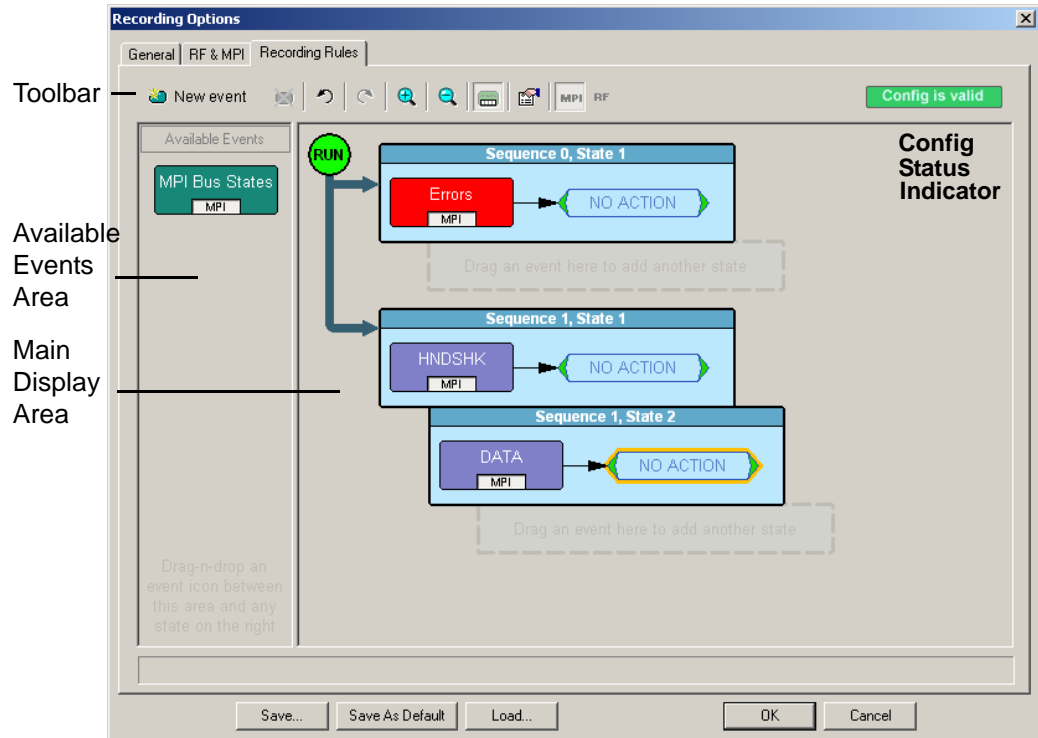 Recording Options
General
RF & MPI
Recording Rules
Toolbar
New event
MPI
RF
Config is valid
Available Events
MPI Bus States
MPI
RUN
Sequence 0, State 1
Errors
MPI
NO ACTION
Drag an event here to add another state
Config
Status
Indicator
Available
Events
Area
Sequence 1, State 1
HNDSHK
MPI
NO ACTION
Main
Display
Area
Sequence 1, State 2
DATA
MPI
NO ACTION
Drag an event here to add another state
Drag-n-drop an
event icon between
this area and any
state on the right
Save...
Save As Default
Load...
OK
Cancel